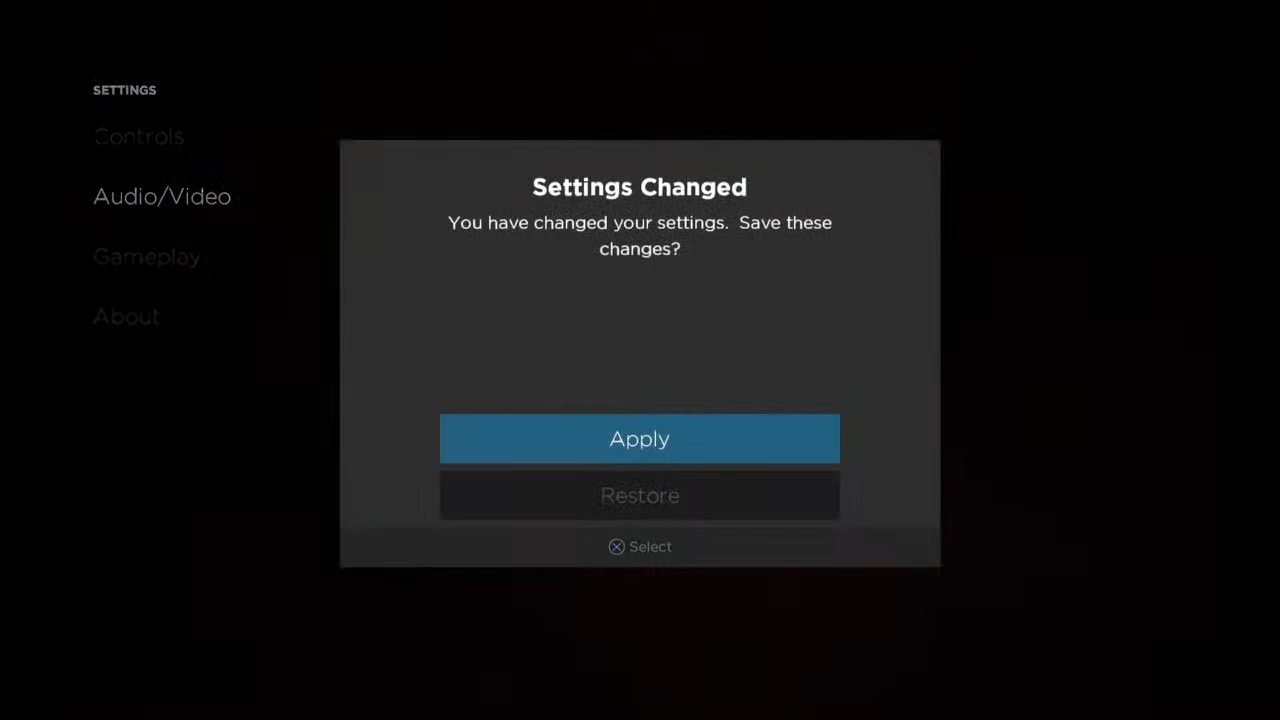 SETTINGS
Controls
Audio/Video
Gameplay
About
Settings Changed
You have changed your settings.  Save these
changes?
Apply
Restore
Select